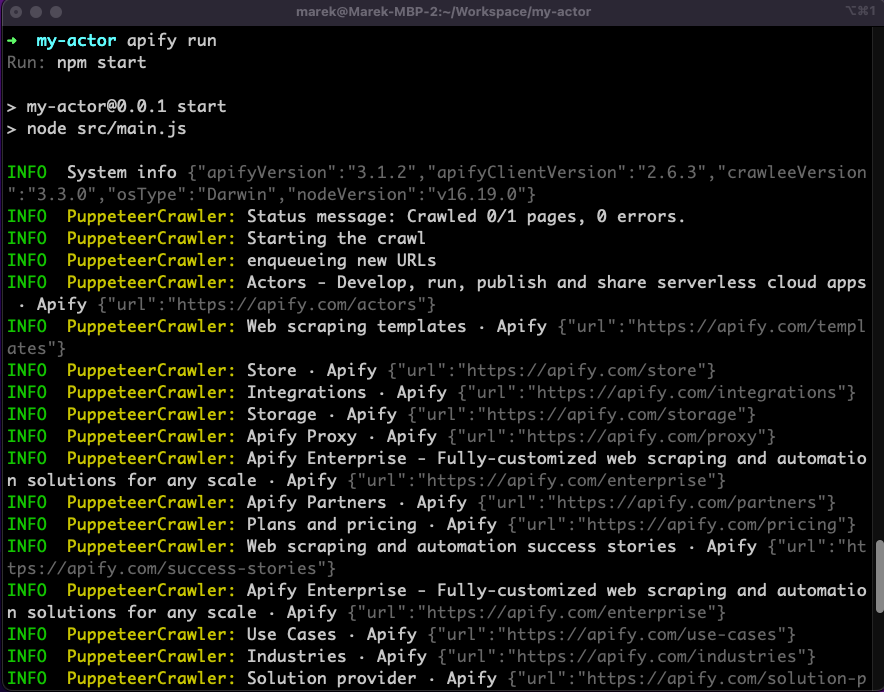 marek@Marek-MBP-2:~/Workspace/my-actor
⌥⌘1
➜ my-actor apify run
Run: npm start
> my-actor@0.0.1 start
> node src/main.js
INFO  System info {"apifyVersion":"3.1.2","apifyClientVersion":"2.6.3","crawleeVersion
":"3.3.0","osType":"Darwin","nodeVersion":"v16.19.0"}
INFO  PuppeteerCrawler: Status message: Crawled 0/1 pages, 0 errors.
INFO  PuppeteerCrawler: Starting the crawl
INFO  PuppeteerCrawler: enqueueing new URLs
INFO  PuppeteerCrawler: Actors - Develop, run, publish and share serverless cloud apps
 · Apify {"url":"https://apify.com/actors"}
INFO  PuppeteerCrawler: Web scraping templates · Apify {"url":"https://apify.com/templ
ates"}
INFO  PuppeteerCrawler: Store · Apify {"url":"https://apify.com/store"}
INFO  PuppeteerCrawler: Integrations · Apify {"url":"https://apify.com/integrations"}
INFO  PuppeteerCrawler: Storage · Apify {"url":"https://apify.com/storage"}
INFO  PuppeteerCrawler: Apify Proxy · Apify {"url":"https://apify.com/proxy"}
INFO  PuppeteerCrawler: Apify Enterprise - Fully-customized web scraping and automatio
n solutions for any scale · Apify {"url":"https://apify.com/enterprise"}
INFO  PuppeteerCrawler: Apify Partners · Apify {"url":"https://apify.com/partners"}
INFO  PuppeteerCrawler: Plans and pricing · Apify {"url":"https://apify.com/pricing"}
INFO  PuppeteerCrawler: Web scraping and automation success stories · Apify {"url":"ht
tps://apify.com/success-stories"}
INFO  PuppeteerCrawler: Apify Enterprise - Fully-customized web scraping and automatio
n solutions for any scale · Apify {"url":"https://apify.com/enterprise"}
INFO  PuppeteerCrawler: Use Cases · Apify {"url":"https://apify.com/use-cases"}
INFO  PuppeteerCrawler: Industries · Apify {"url":"https://apify.com/industries"}
INFO  PuppeteerCrawler: Solution provider · Apify {"url":"https://apify.com/solution-p